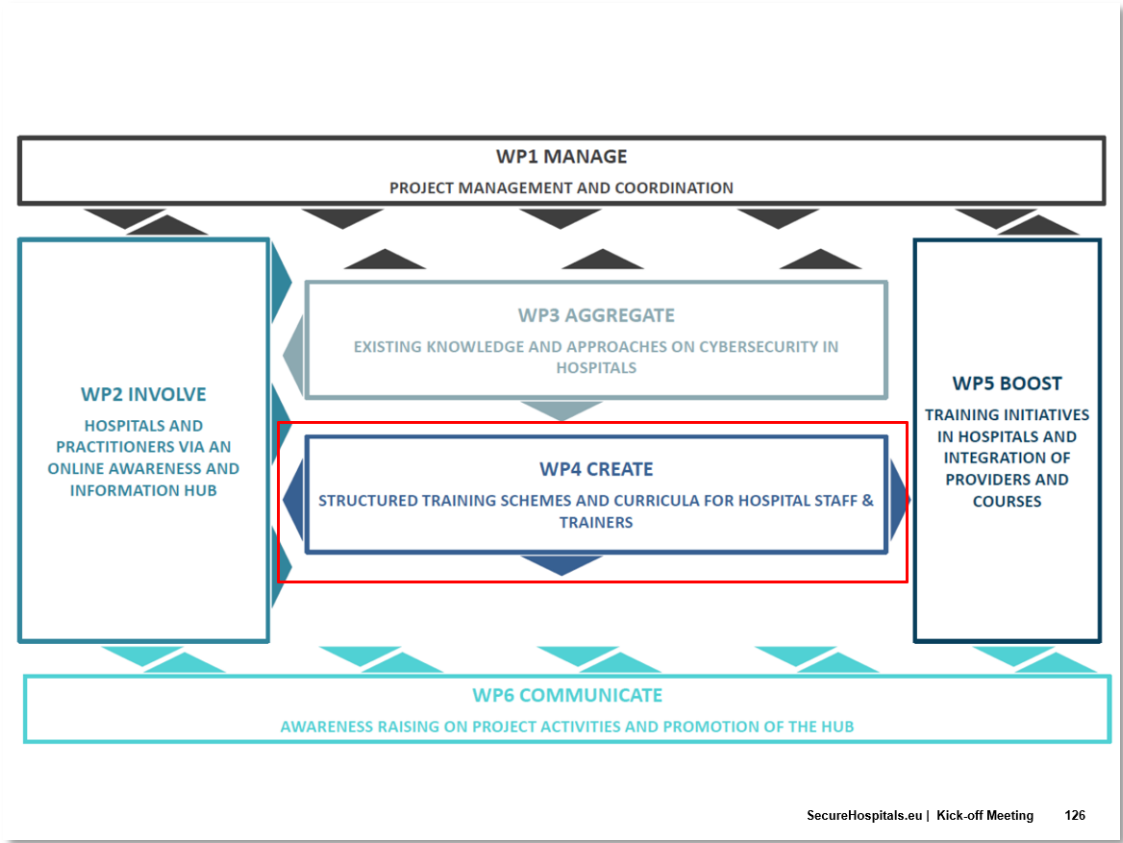 WP1 MANAGE
PROJECT MANAGEMENT AND COORDINATION
WP2 INVOLVE
HOSPITALS AND
PRACTITIONERS VIA AN
ONLINE AWARENESS AND
INFORMATION HUB
WP3 AGGREGATE
EXISTING KNOWLEDGE AND APPROACHES ON CYBERSECURITY IN
HOSPITALS
WP4 CREATE
STRUCTURED TRAINING SCHEMES AND CURRICULA FOR HOSPITAL STAFF &
TRAINERS
WP5 BOOST
TRAINING INITIATIVES
IN HOSPITALS AND
INTEGRATION OF
PROVIDERS AND
COURSES
WP6 COMMUNICATE
AWARENESS RAISING ON PROJECT ACTIVITIES AND PROMOTION OF THE HUB
SecureHospitals.eu | Kick-off Meeting 126